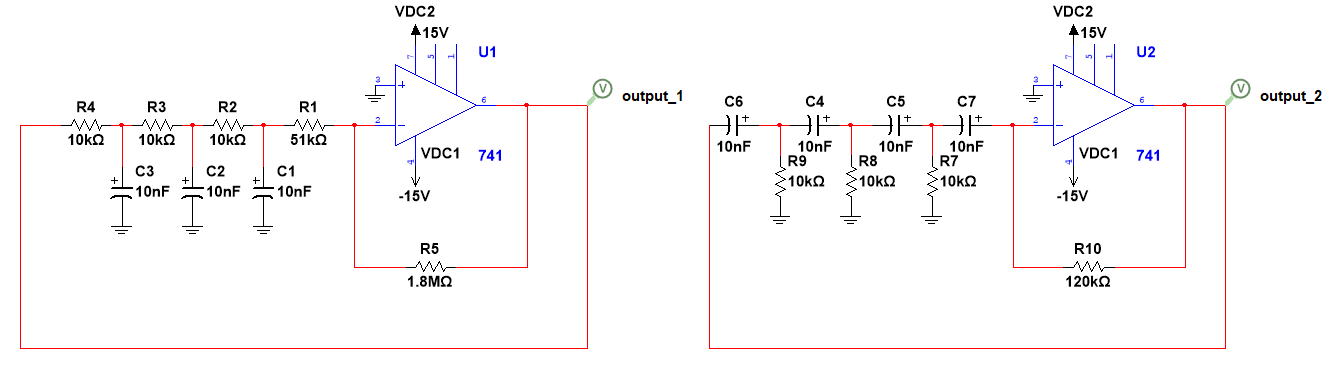 VDC2
15V
U1
7
5
1
3
+
6
V
output_1
R4
R3
R2
R1
2
−
10kΩ
10kΩ
10kΩ
51kΩ
4
VDC1
741
C3
10nF
C2
10nF
C1
10nF
-15V
R5
1.8MΩ
VDC2
15V
U2
7
5
1
3
+
6
V
output_2
C6
C4
C5
C7
2
−
10nF
10nF
10nF
10nF
4
VDC1
741
R9
10kΩ
R8
10kΩ
R7
10kΩ
-15V
R10
120kΩ